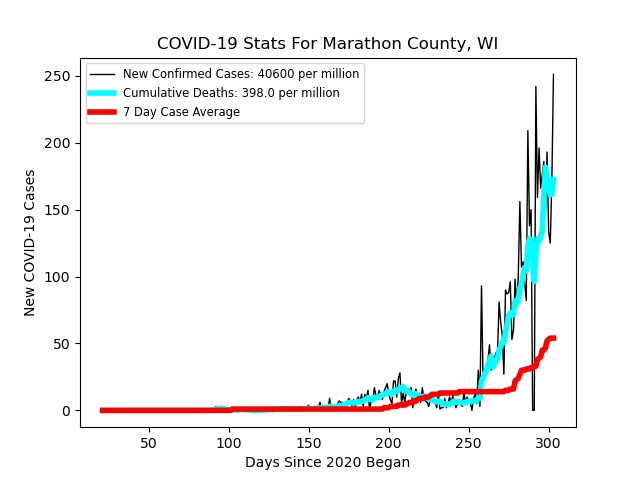 COVID-19 Stats For Marathon County, WI
New Confirmed Cases: 40600 per million
Cumulative Deaths: 398.0 per million
7 Day Case Average
250
200
150
100
50
0
New COVID-19 Cases
50 100 150 200 250 300
Days Since 2020 Began